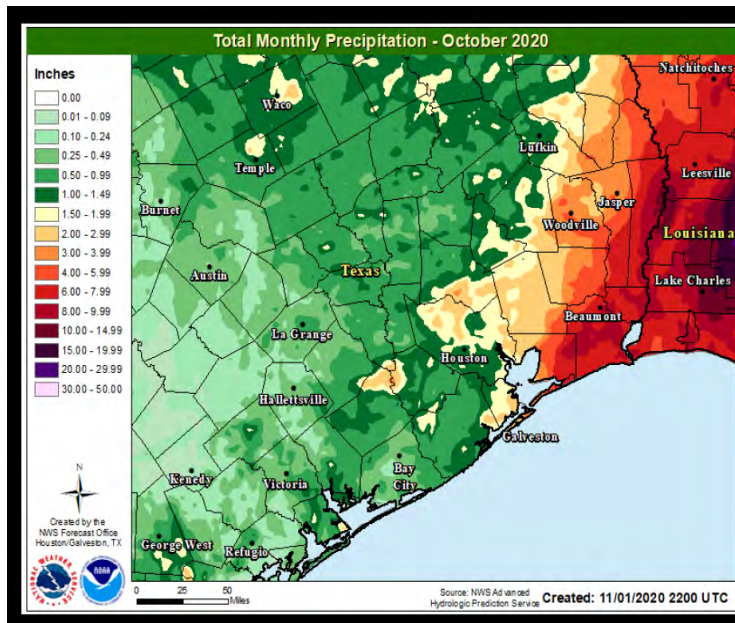 Total Monthly Precipitation - October 2020
Inches
0.00
0.01 - 0.09
0.10 - 0.24
0.25 - 0.49
0.50 - 0.99
1.00 - 1.49
1.50 - 1.99
2.00 - 2.99
3.00 - 3.99
4.00 - 5.99
6.00 - 7.99
8.00 - 9.99
10.00 - 14.99
15.00 - 19.99
20.00 - 29.99
30.00 - 50.00
Natchitoches
Waco
Lufkin
Temple
Leesville
Burnet
Jasper
Woodville
Louisiana
Austin
Texas
Lake Charles
Beaumont
La Grange
Houston
Hallettsville
Galveston
Kenedy
Victoria
Bay
City
George West
Refugio
N
Created by the
NWS Forecast Office
Houston/Galveston, TX
NATIONAL WEATHER SERVICE
NOAA
0 25 50
Miles
Source: NWS Advanced
Hydrologic Prediction Service
Created: 11/01/2020 2200 UTC